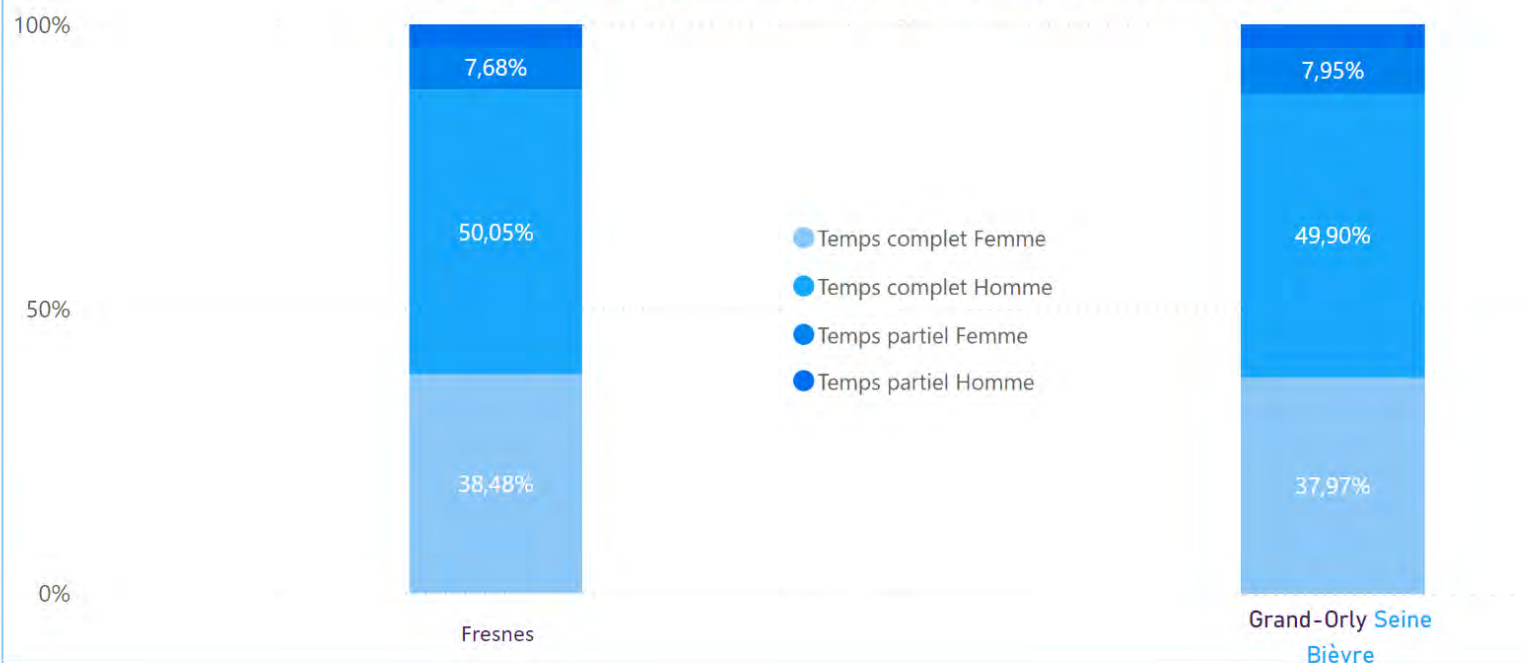 100%
7,68%
7,95%
50,05%
49,90%
Temps complet Femme
Temps complet Homme
50%
Temps partiel Femme
Temps partiel Homme
38,48%
37,97%
0%
Fresnes
Grand-Orly Seine
Bièvre